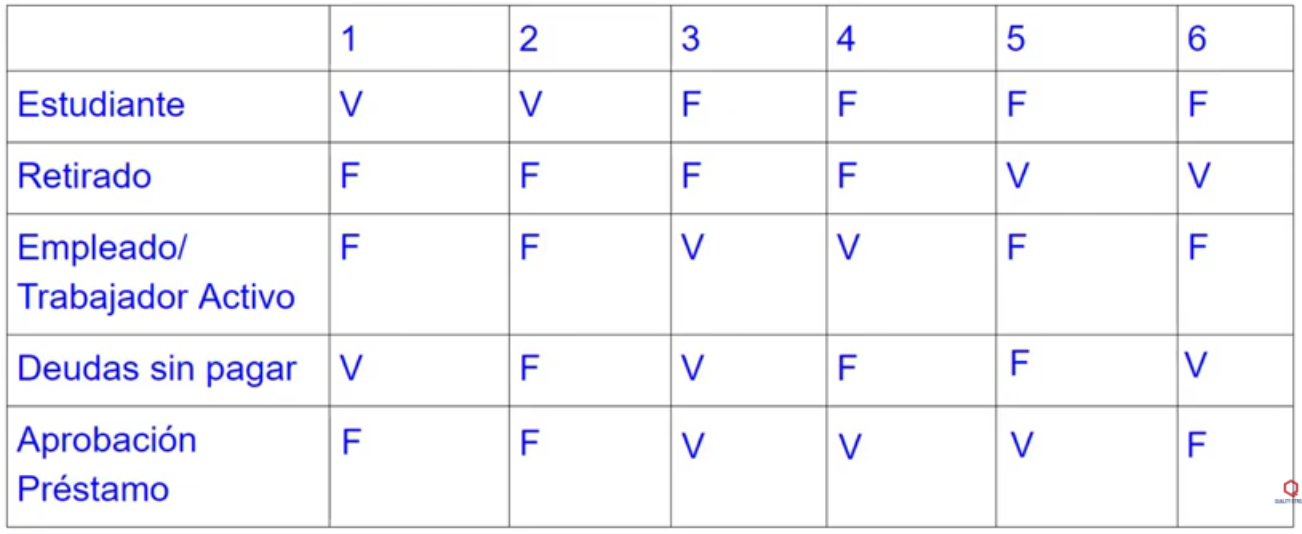 1 2 3 4 5 6
Estudiante V V F F F F
Retirado F F F F V V
Empleado/
Trabajador Activo F F V V F F
Deudas sin pagar V F V F F V
Aprobación
Préstamo F F V V V F